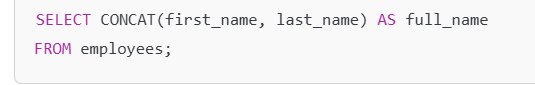 SELECT CONCAT(first_name, last_name) AS full_name
FROM employees;